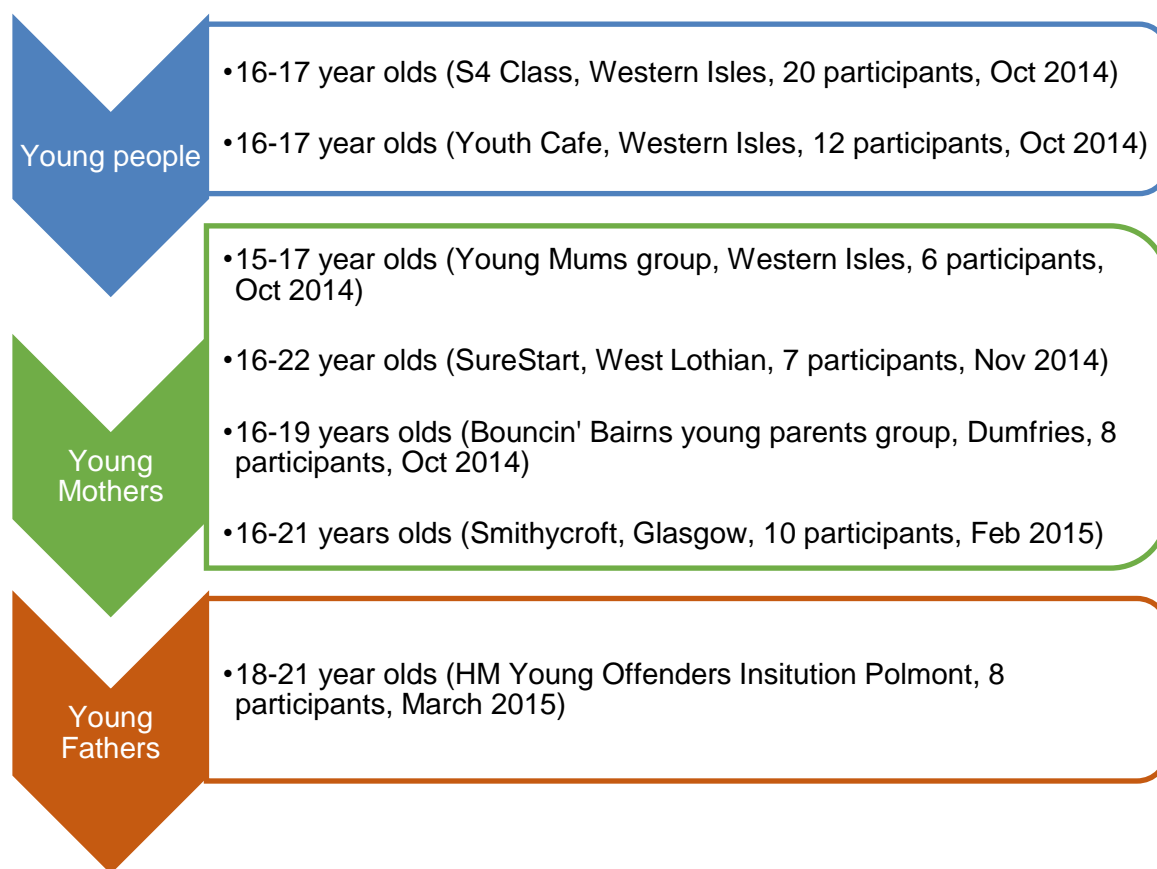 Young people
•16-17 year olds (S4 Class, Western Isles, 20 participants, Oct 2014)
•16-17 year olds (Youth Cafe, Western Isles, 12 participants, Oct 2014)
Young
Mothers
•15-17 year olds (Young Mums group, Western Isles, 6 participants,
Oct 2014)
•16-22 year olds (SureStart, West Lothian, 7 participants, Nov 2014)
•16-19 years olds (Bouncin' Bairns young parents group, Dumfries, 8
participants, Oct 2014)
•16-21 years olds (Smithycroft, Glasgow, 10 participants, Feb 2015)
Young
Fathers
•18-21 year olds (HM Young Offenders Insitution Polmont, 8
participants, March 2015)